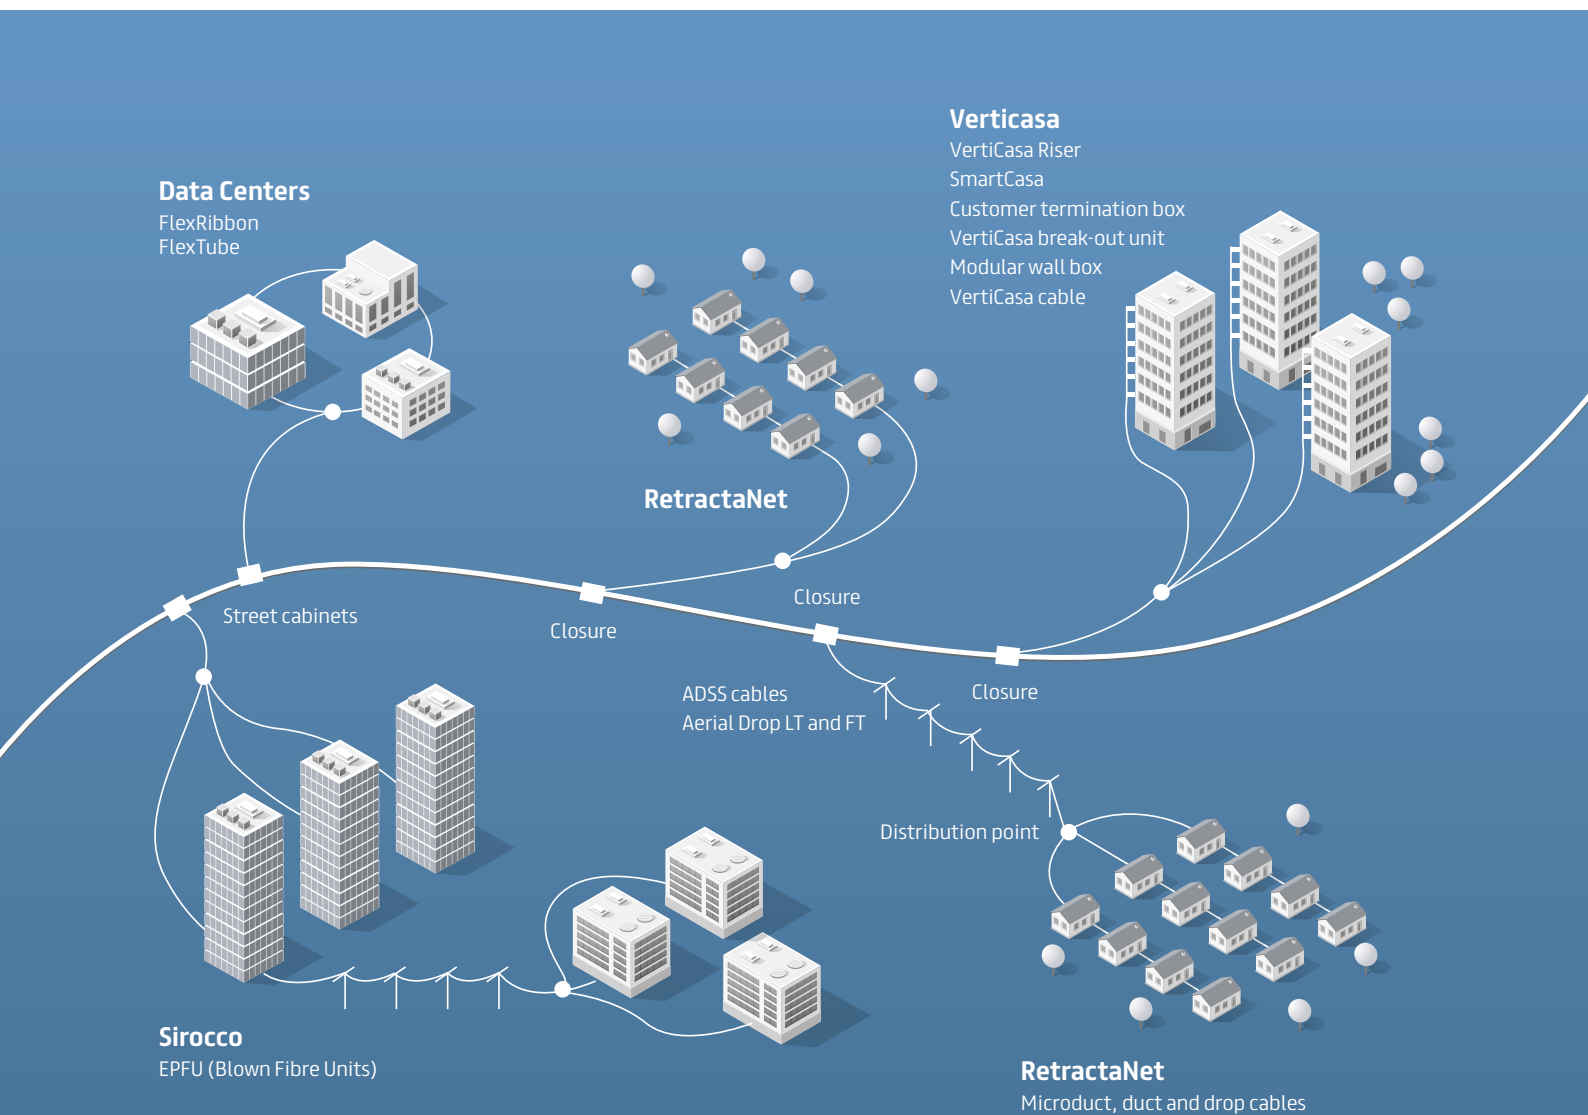 Verticasa
VertiCasa Riser
SmartCasa
Customer termination box
VertiCasa break-out unit
Modular wall box
VertiCasa cable
Data Centers
FlexRibbon
FlexTube
RetractaNet
Closure
Street cabinets
Closure
Closure
ADSS cables
Aerial Drop LT and FT
Distribution point
Sirocco
EPFU (Blown Fibre Units)
RetractaNet
Microduct, duct and drop cables